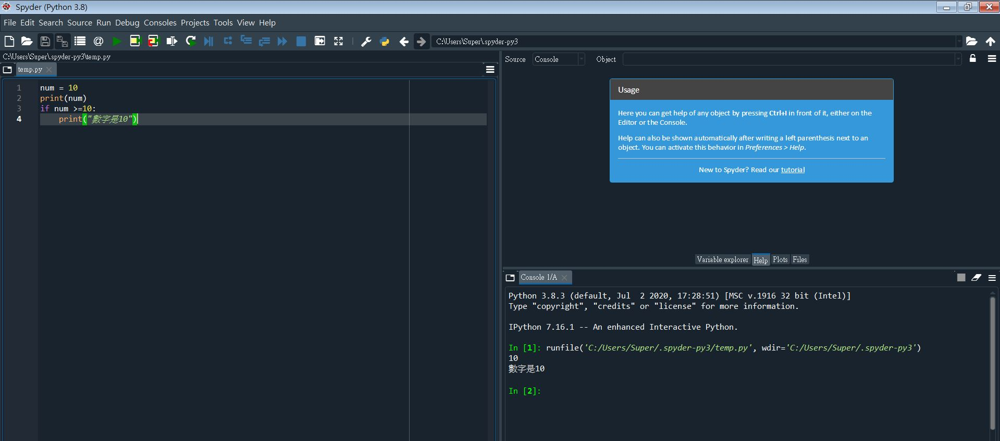 Spyder (Python 3.8)
File Edit Search Source Run Debug Consoles Projects Tools View Help
C:\Users\Super\.spyder-py3
C:\Users\Super\.spyder-py3\temp.py
temp.py
1 num = 10
2 print(num)
3 if num >=10:
4 print("數字是10")
Source Console Object
Usage
Here you can get help of any object by pressing Ctrl+I in front of it, either on the
Editor or the Console.
Help can also be shown automatically after writing a left parenthesis next to an
object. You can activate this behavior in Preferences > Help.
New to Spyder? Read our tutorial
Variable explorer Help Plots Files
Console 1/A
Python 3.8.3 (default, Jul  2 2020, 17:28:51) [MSC v.1916 32 bit (Intel)]
Type "copyright", "credits" or "license" for more information.
IPython 7.16.1 -- An enhanced Interactive Python.
In [1]: runfile('C:/Users/Super/.spyder-py3/temp.py', wdir='C:/Users/Super/.spyder-py3')
10
數字是10
In [2]: